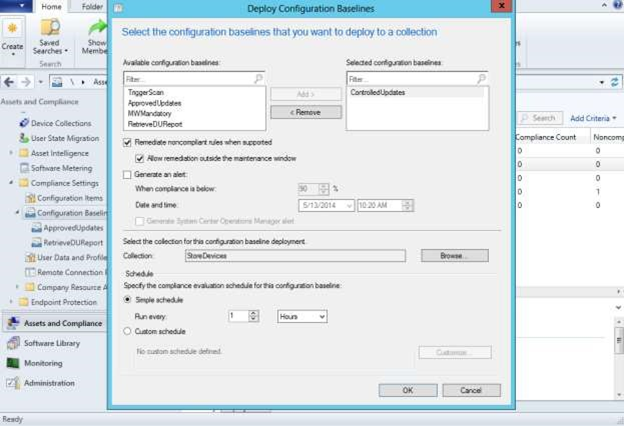 Home Folder
Deploy Configuration Baselines
x
Create
Saved
Searches
Show
Membe
Search
Select the configuration baselines that you want to deploy to a collection
Available configuration baselines:
Selected configuration baselines:
Filter...
Filter...
TriggerScan
ApprovedUpdates
MWMandatory
RetrieveDUReport
Add >
< Remove
ControlledUpdates
Remediate noncompliant rules when supported
Allow remediation outside the maintenance window
Generate an alert:
When compliance is below:
90
%
Date and time:
5/13/2014
10:20 AM
Generate System Center Operations Manager alert
Select the collection for this configuration baseline deployment.
Collection:
StoreDevices
Browse...
Schedule
Specify the compliance evaluation schedule for this configuration baseline:
Simple schedule
Run every:
1
Hours
Custom schedule
No custom schedule defined.
Customize...
OK
Cancel
Asse
Assets and Compliance
Device Collections
User State Migration
Asset Intelligence
Software Metering
Compliance Settings
Configuration Items
Configuration Baselin
ApprovedUpdates
RetrieveDUReport
User Data and Profile
Remote Connection P
Company Resource A
Endpoint Protection
Assets and Compliance
Software Library
Monitoring
Administration
Ready
Search
Add Criteria
Compliance Count
Noncomp
0 0
0 0
0 0
0 1
0 0